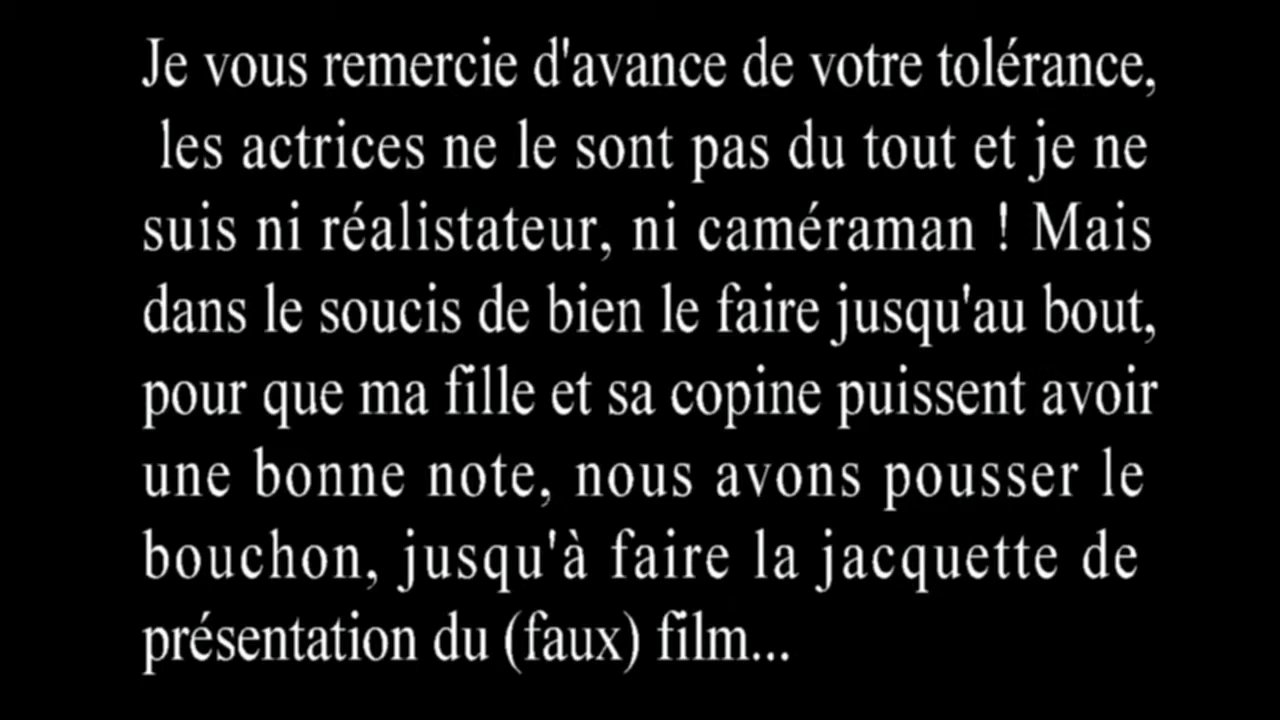 Je vous remercie d'avance de votre tolérance,
les actrices ne le sont pas du tout et je ne
suis ni réalistateur, ni caméraman ! Mais
dans le soucis de bien le faire jusqu'au bout,
pour que ma fille et sa copine puissent avoir
une bonne note, nous avons pousser le
bouchon, jusqu'à faire la jacquette de
présentation du (faux) film...